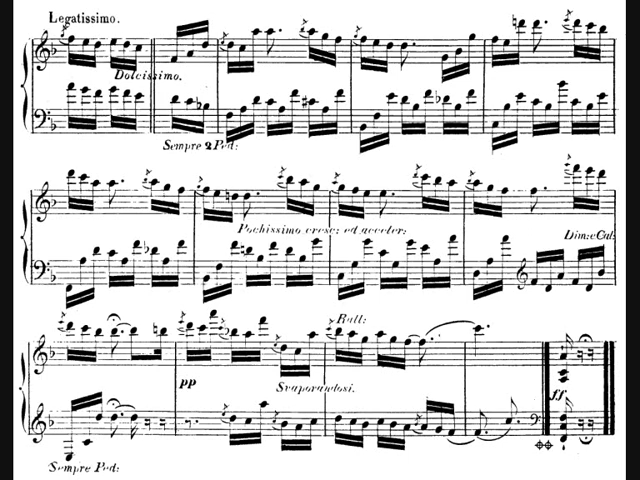 Legatissimo.
Dolcissimo.
Sempre 2 Ped:
Pochissimo cresc: ed acceler:
Dim: e Cal:
Rall:
pp
Svaporandosi.
ff
Sempre Ped: